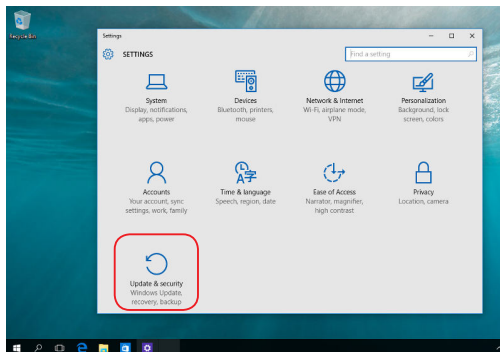 Recycle Bin
Settings
SETTINGS
Find a setting
System
Display, notifications,
apps, power
Devices
Bluetooth, printers,
mouse
Network & Internet
Wi-Fi, airplane mode,
VPN
Personalization
Background, lock
screen, colors
Accounts
Your account, sync
settings, work, family
Time & language
Speech, region, date
Ease of Access
Narrator, magnifier,
high contrast
Privacy
Location, camera
Update & security
Windows Update,
recovery, backup